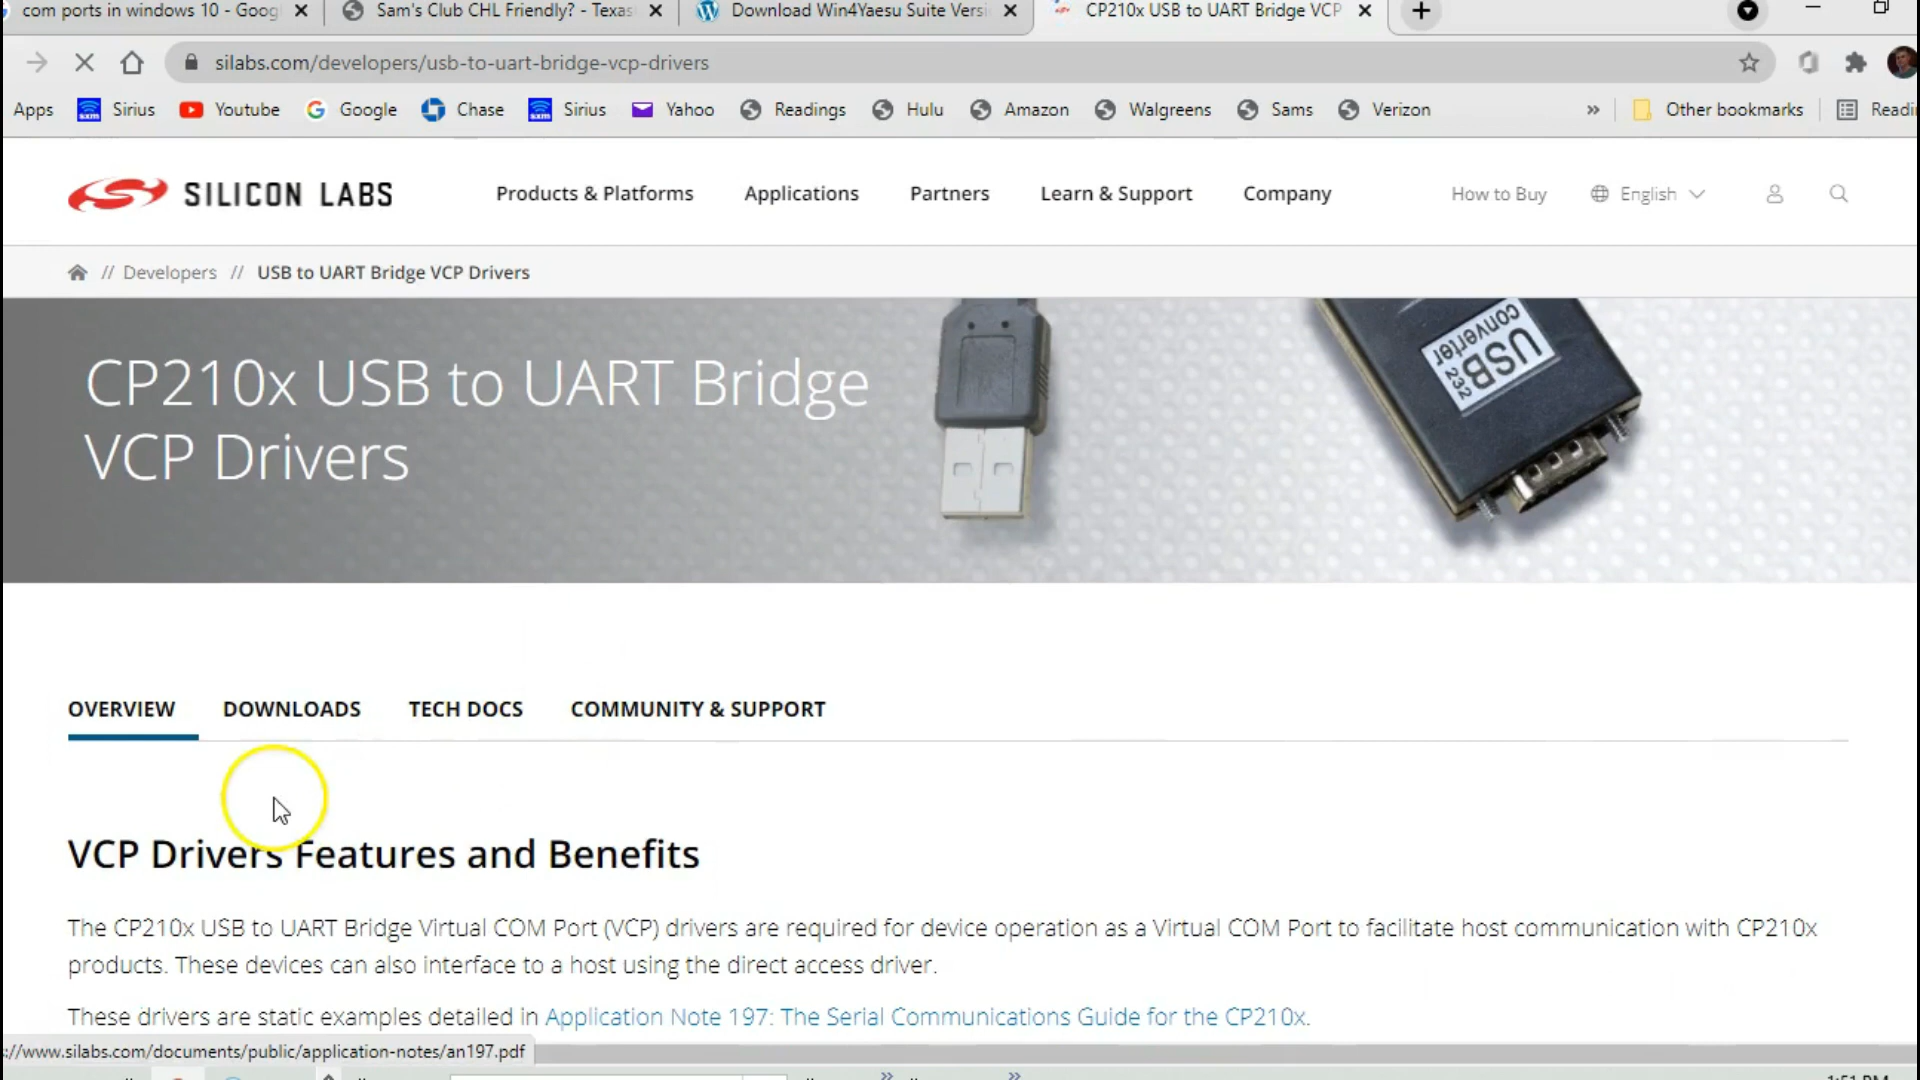 com ports in windows 10 - Goog
Sam's Club CHL Friendly? - Texas
Download Win4Yaesu Suite Versi
CP210x USB to UART Bridge VCP
silabs.com/developers/usb-to-uart-bridge-vcp-drivers
Apps
sxm
Sirius
Youtube
Google
Chase
sxm
Sirius
Yahoo
Readings
Hulu
Amazon
Walgreens
Sams
Verizon
»
Other bookmarks
Readi
SILICON LABS
Products & Platforms
Applications
Partners
Learn & Support
Company
How to Buy
English
// Developers // USB to UART Bridge VCP Drivers
CP210x USB to UART Bridge
VCP Drivers
USB 232
converter
OVERVIEW
DOWNLOADS
TECH DOCS
COMMUNITY & SUPPORT
VCP Drivers Features and Benefits
The CP210x USB to UART Bridge Virtual COM Port (VCP) drivers are required for device operation as a Virtual COM Port to facilitate host communication with CP210x
products. These devices can also interface to a host using the direct access driver.
These drivers are static examples detailed in Application Note 197: The Serial Communications Guide for the CP210x.
://www.silabs.com/documents/public/application-notes/an197.pdf
1:51 PM